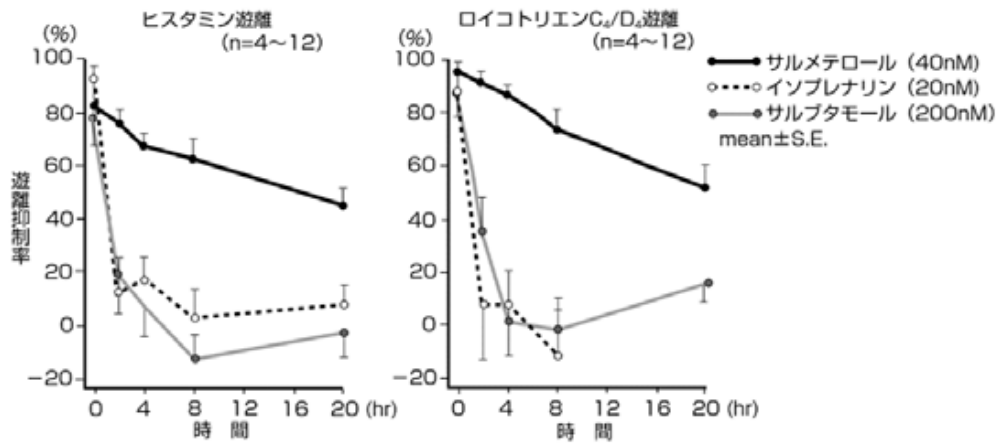 ヒスタミン遊離
(n=4〜12)
(%)
100
80
60
40
20
0
−20
遊離抑制率
0 4 8 12 16 20 (hr)
時 間
ロイコトリエンC₄/D₄遊離
(n=4〜12)
(%)
100
80
60
40
20
0
−20
0 4 8 12 16 20 (hr)
時 間
サルメテロール（40nM)
イソプレナリン（20nM)
サルブタモール（200nM)
mean±S.E.